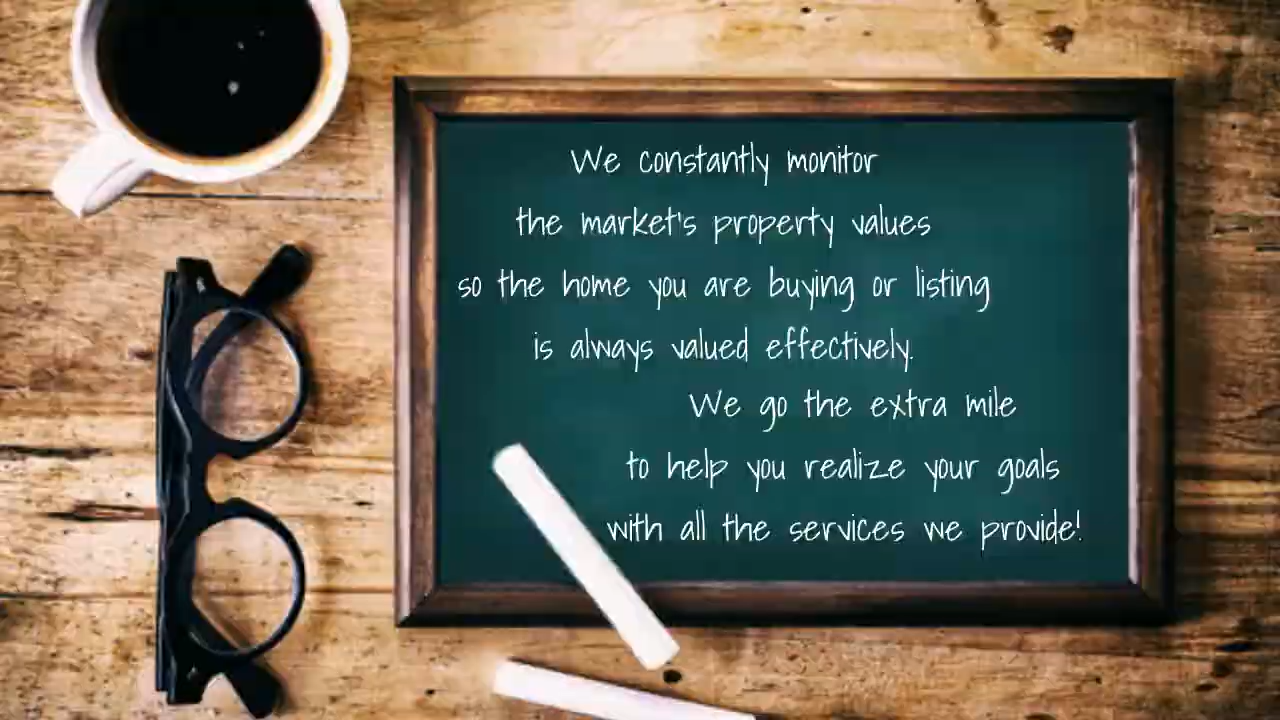 We constantly monitor
the market's property values
so the home you are buying or listing
is always valued effectively.
We go the extra mile
to help you realize your goals
with all the services we provide!